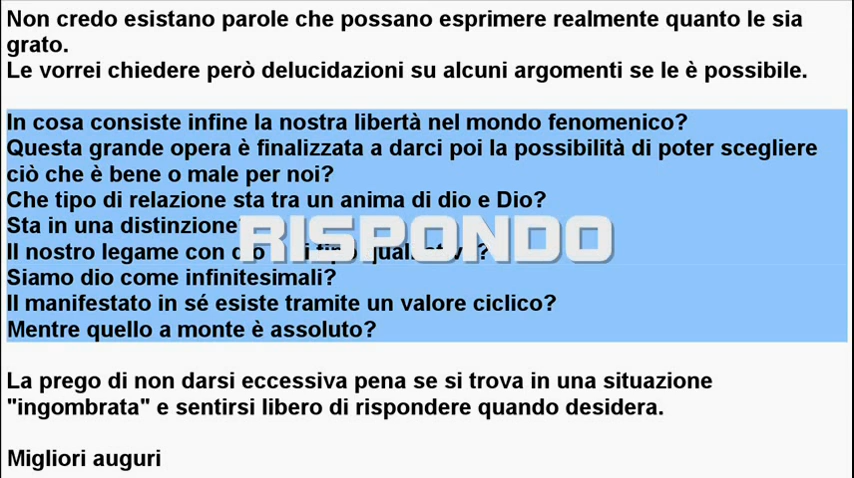 Non credo esistano parole che possano esprimere realmente quanto le sia
grato.
Le vorrei chiedere però delucidazioni su alcuni argomenti se le è possibile.
In cosa consiste infine la nostra libertà nel mondo fenomenico?
Questa grande opera è finalizzata a darci poi la possibilità di poter scegliere
ciò che è bene o male per noi?
Che tipo di relazione sta tra un anima di dio e Dio?
Sta in una distinzione
RISPONDO
Il nostro legame con dio
Siamo dio come infinitesimali?
Il manifestato in sé esiste tramite un valore ciclico?
Mentre quello a monte è assoluto?
La prego di non darsi eccessiva pena se si trova in una situazione
"ingombrata" e sentirsi libero di rispondere quando desidera.
Migliori auguri